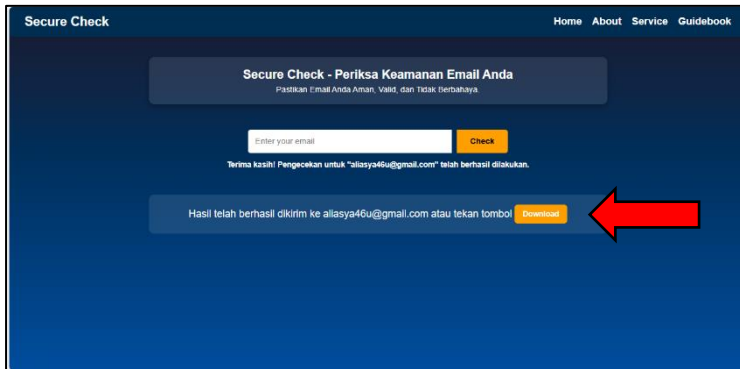 Secure Check
Home About Service Guidebook
Secure Check - Periksa Keamanan Email Anda
Pastikan Email Anda Aman, Valid, dan Tidak Berbahaya.
Enter your email
Check
Terima kasih! Pengecekan untuk "aliasya46u@gmail.com" telah berhasil dilakukan.
Hasil telah berhasil dikirim ke aliasya46u@gmail.com atau tekan tombol Download